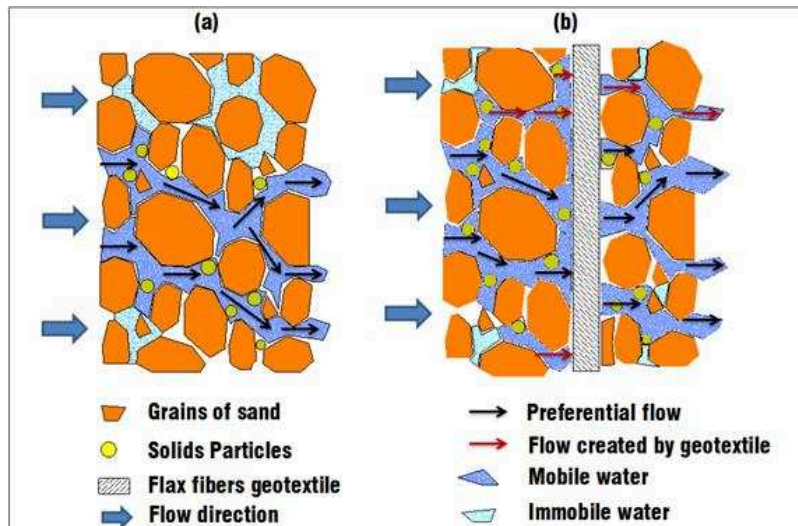 (a)
(b)
Grains of sand
Solids Particles
Flax fibers geotextile
Flow direction
Preferential flow
Flow created by geotextile
Mobile water
Immobile water